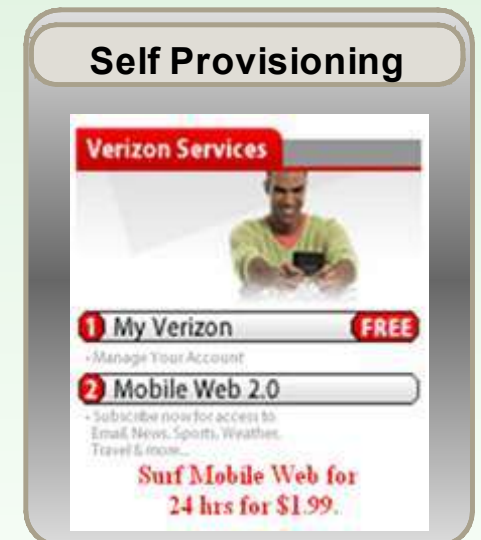 Self Provisioning
Verizon Services
1 My Verizon FREE
- Manage Your Account
2 Mobile Web 2.0
- Subscribe now for access to
Email, News, Sports, Weather,
Travel & more...
Surf Mobile Web for
24 hrs for $1.99.